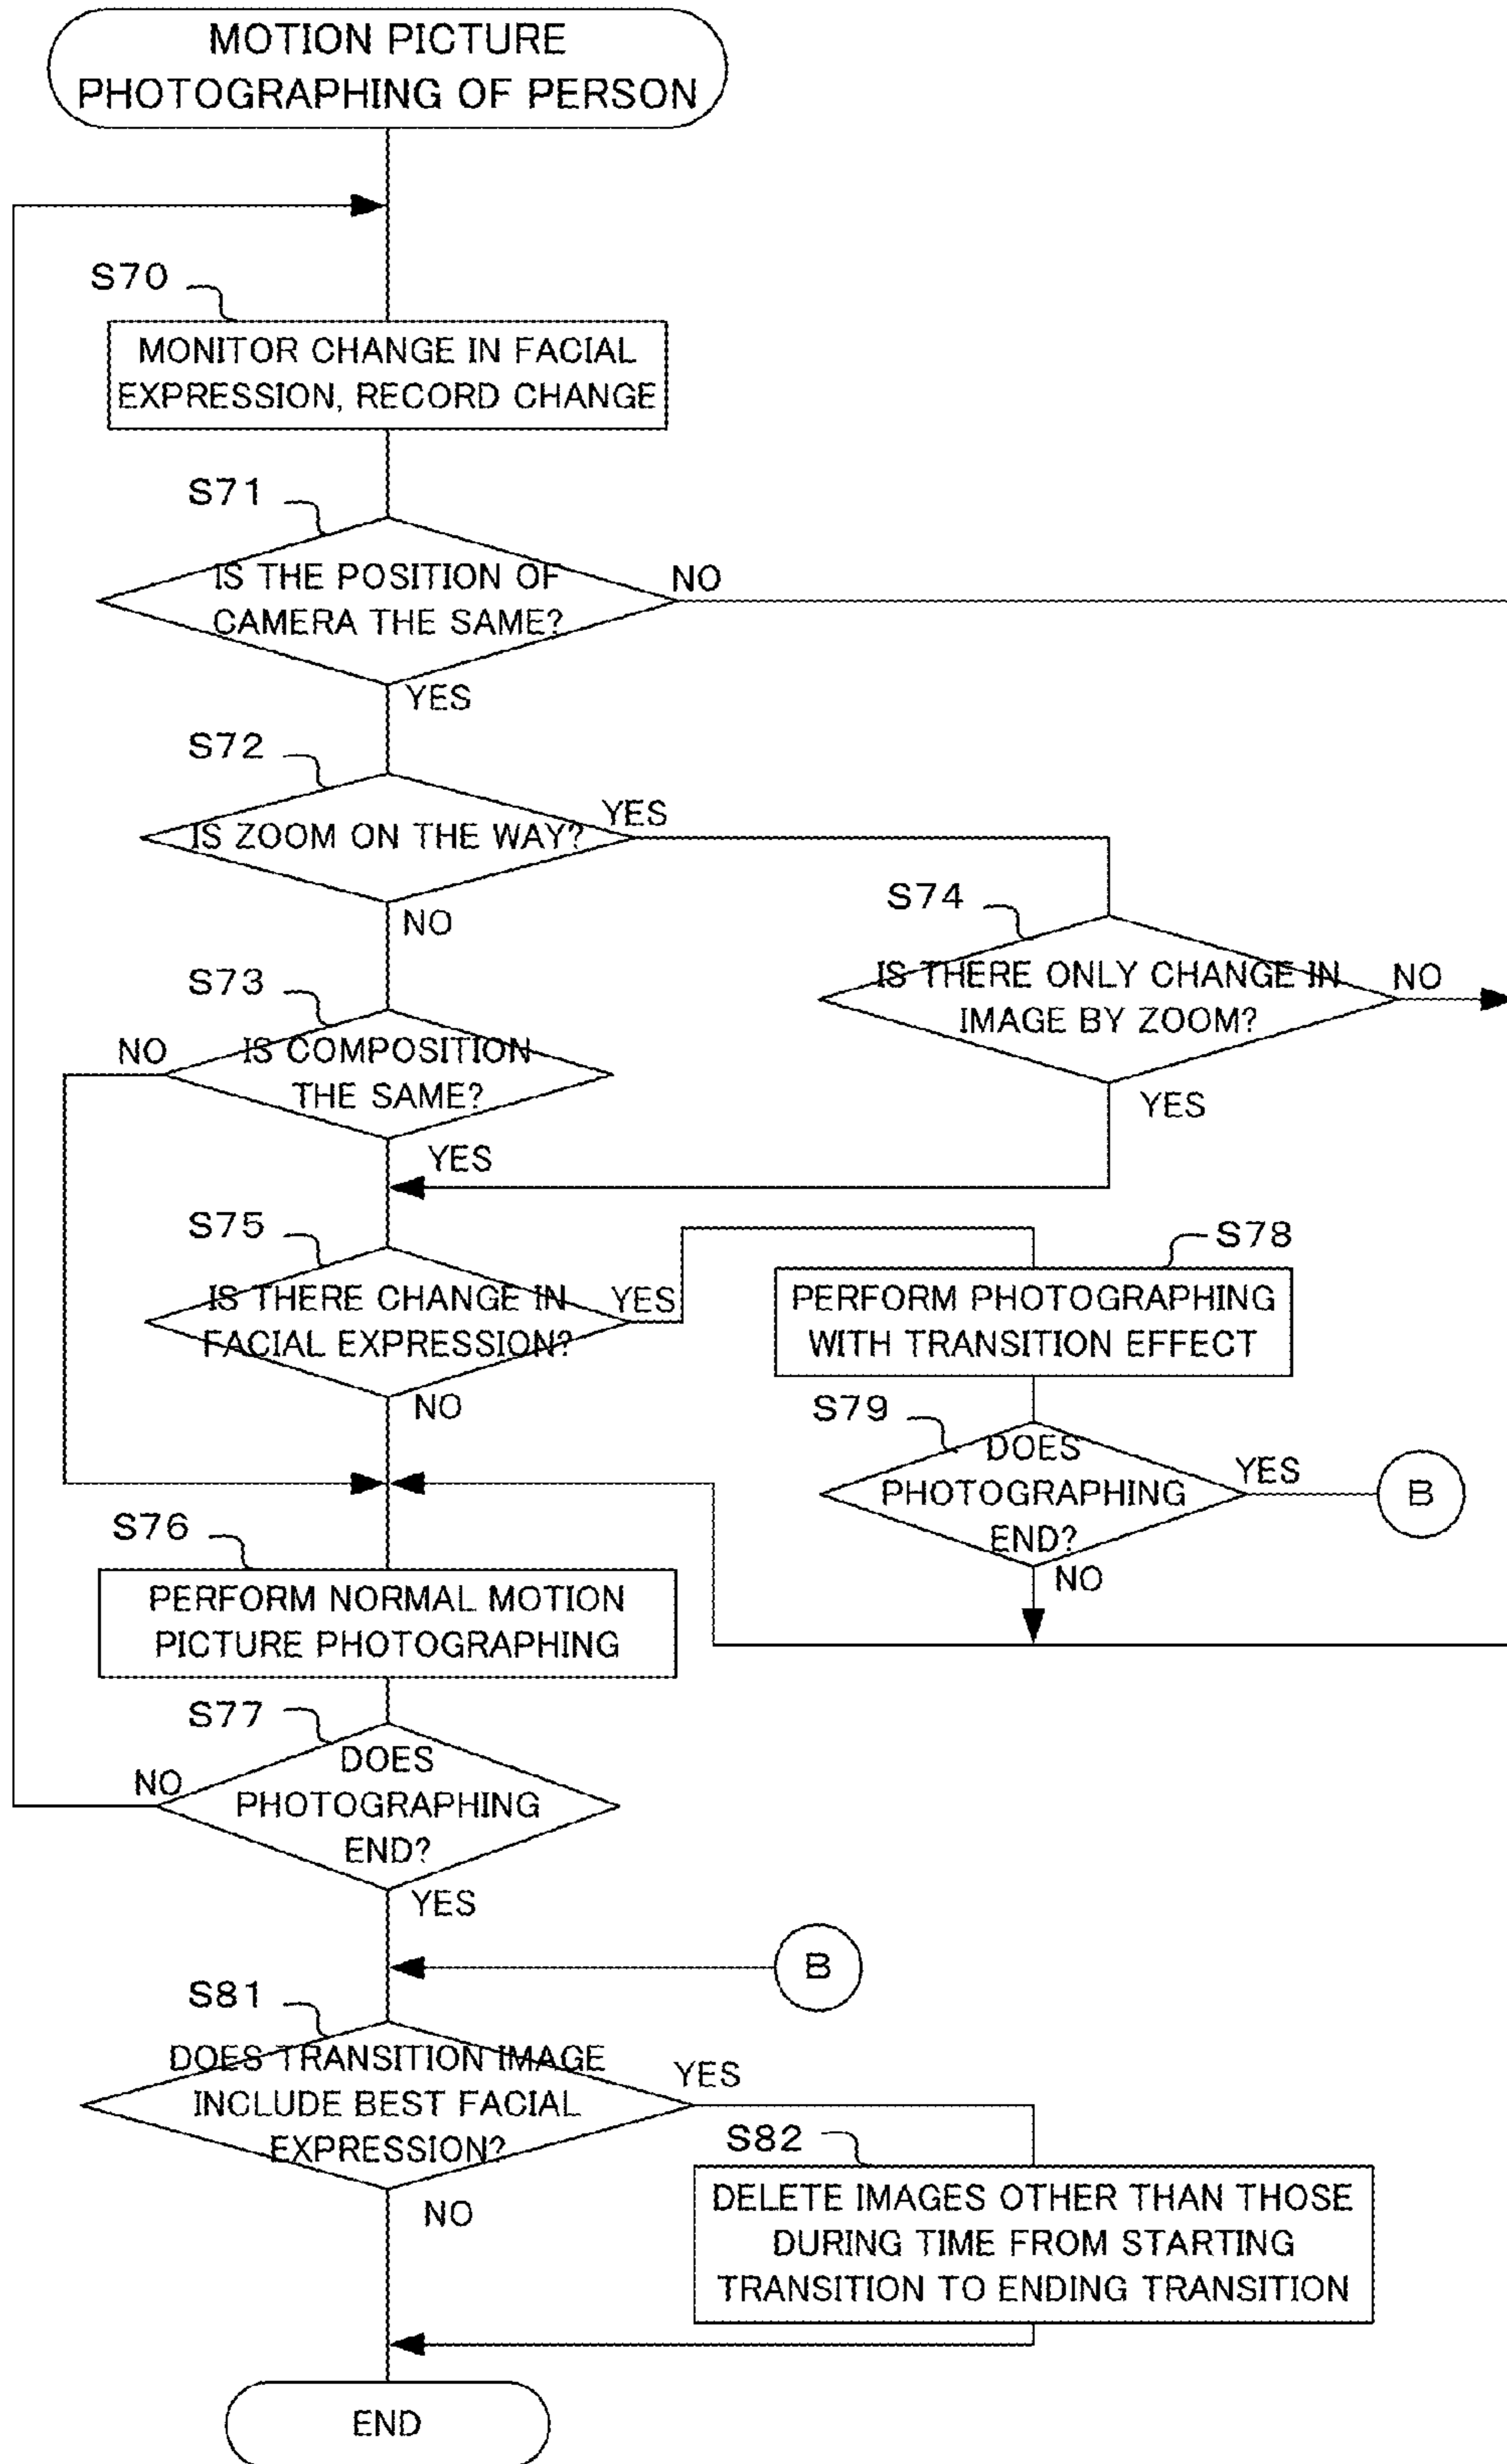 MOTION PICTURE
PHOTOGRAPHING OF PERSON
S70
MONITOR CHANGE IN FACIAL
EXPRESSION, RECORD CHANGE
S71
IS THE POSITION OF
CAMERA THE SAME?
NO
YES
S72
IS ZOOM ON THE WAY?
YES
NO
S74
IS THERE ONLY CHANGE IN
IMAGE BY ZOOM?
NO
YES
S73
IS COMPOSITION
THE SAME?
NO
YES
S75
IS THERE CHANGE IN
FACIAL EXPRESSION?
YES
NO
S78
PERFORM PHOTOGRAPHING
WITH TRANSITION EFFECT
S79
DOES
PHOTOGRAPHING
END?
YES
B
NO
S76
PERFORM NORMAL MOTION
PICTURE PHOTOGRAPHING
S77
DOES
PHOTOGRAPHING
END?
NO
YES
B
S81
DOES TRANSITION IMAGE
INCLUDE BEST FACIAL
EXPRESSION?
YES
NO
S82
DELETE IMAGES OTHER THAN THOSE
DURING TIME FROM STARTING
TRANSITION TO ENDING TRANSITION
END